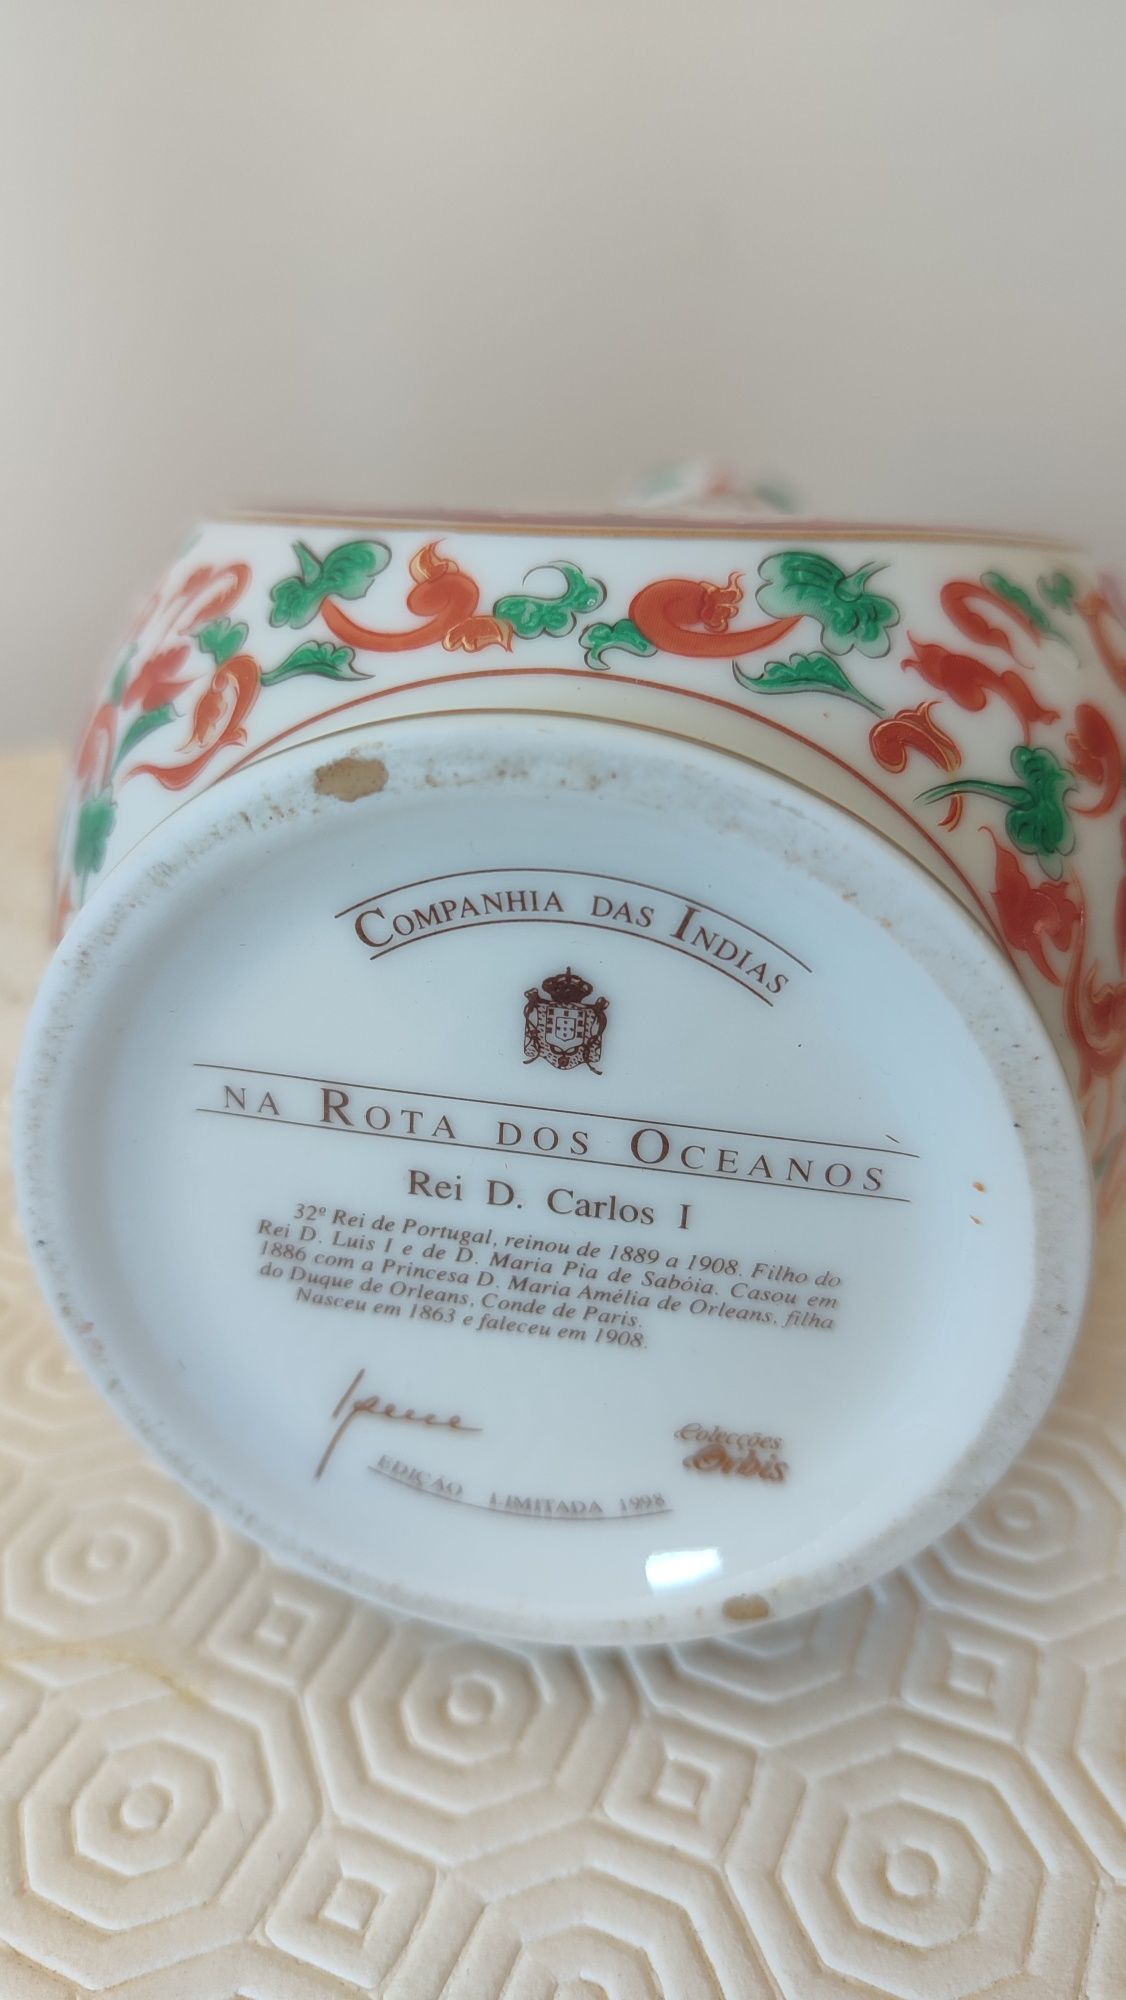 COMPANHIA DAS INDIAS
NA ROTA DOS OCEANOS
Rei D. Carlos I
32º Rei de Portugal, reinou de 1889 a 1908. Filho do
Rei D. Luis I e de D. Maria Pia de Sabóia. Casou em
1886 com a Princesa D. Maria Amélia de Orleans, filha
do Duque de Orleans, Conde de Paris.
Nasceu em 1863 e faleceu em 1908.
Colecções
Orbis
EDIÇÃO LIMITADA 1998